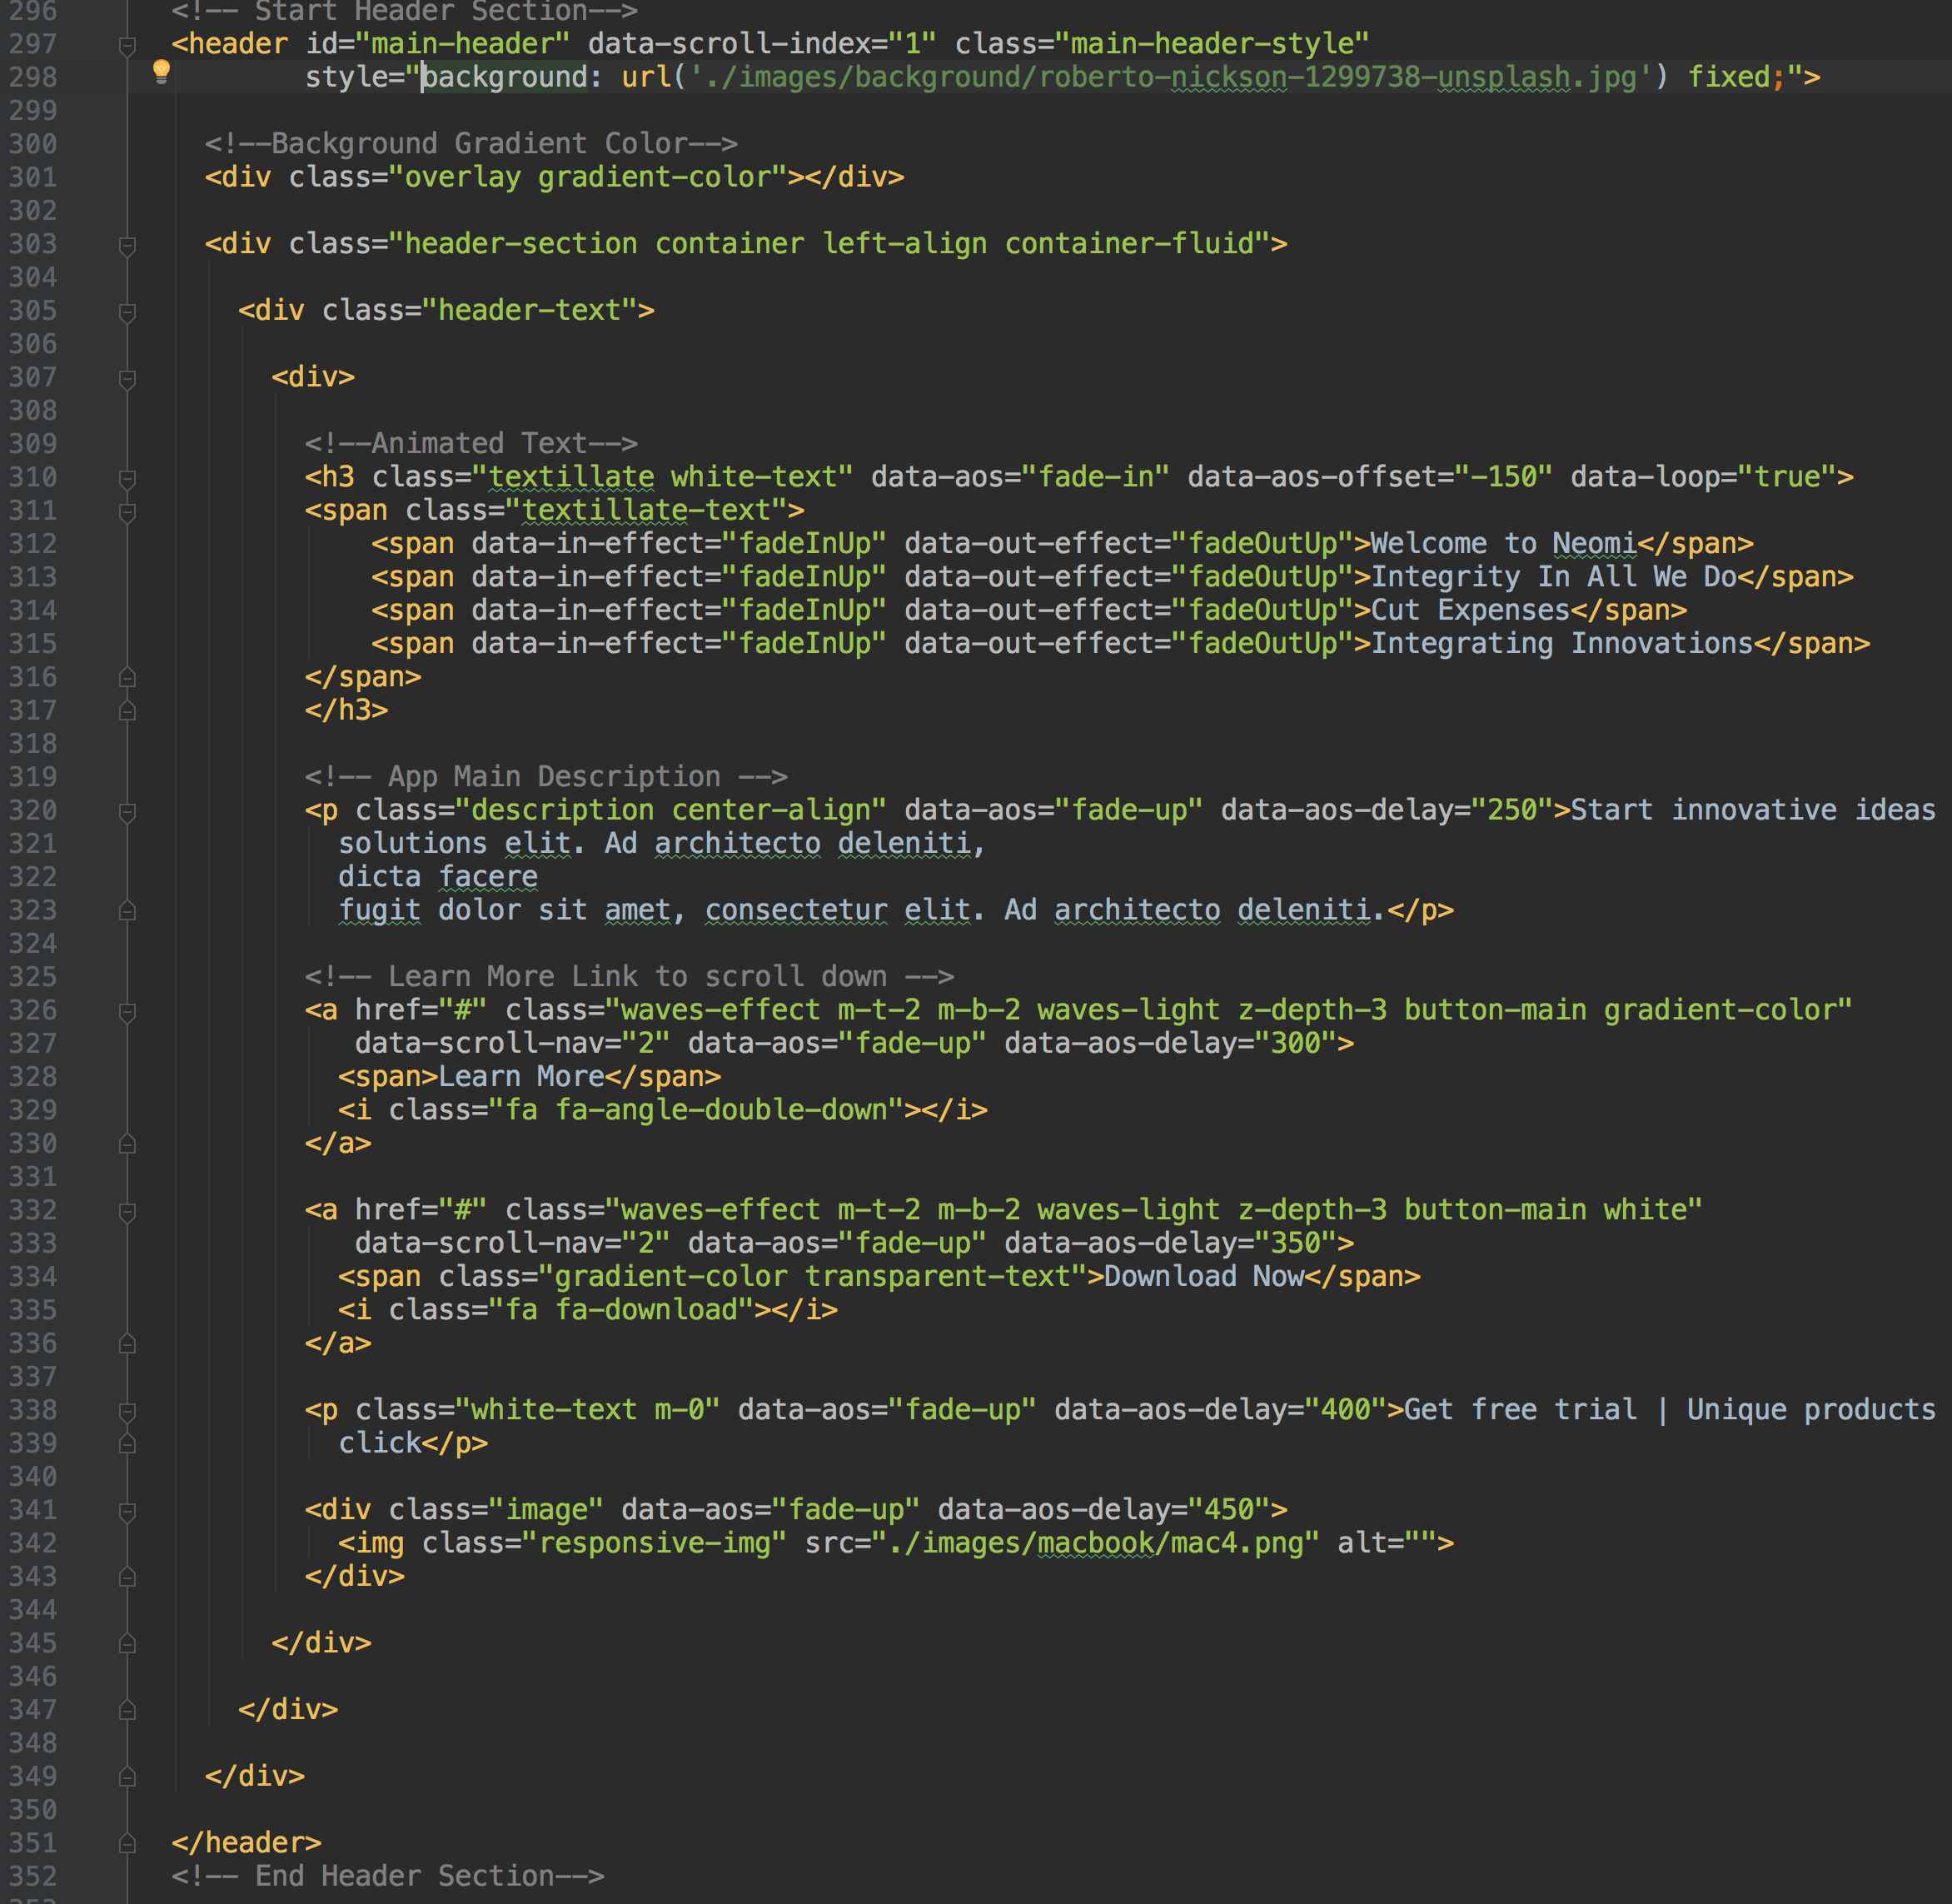 296 <!-- Start Header Section-->
297 <header id="main-header" data-scroll-index="1" class="main-header-style"
298 style="background: url('./images/background/roberto-nickson-1299738-unsplash.jpg') fixed;">
299
300 <!--Background Gradient Color-->
301 <div class="overlay gradient-color"></div>
302
303 <div class="header-section container left-align container-fluid">
304
305 <div class="header-text">
306
307 <div>
308
309 <!--Animated Text-->
310 <h3 class="textillate white-text" data-aos="fade-in" data-aos-offset="-150" data-loop="true">
311 <span class="textillate-text">
312 <span data-in-effect="fadeInUp" data-out-effect="fadeOutUp">Welcome to Neomi</span>
313 <span data-in-effect="fadeInUp" data-out-effect="fadeOutUp">Integrity In All We Do</span>
314 <span data-in-effect="fadeInUp" data-out-effect="fadeOutUp">Cut Expenses</span>
315 <span data-in-effect="fadeInUp" data-out-effect="fadeOutUp">Integrating Innovations</span>
316 </span>
317 </h3>
318
319 <!-- App Main Description -->
320 <p class="description center-align" data-aos="fade-up" data-aos-delay="250">Start innovative ideas
321 solutions elit. Ad architecto deleniti,
322 dicta facere
323 fugit dolor sit amet, consectetur elit. Ad architecto deleniti.</p>
324
325 <!-- Learn More Link to scroll down -->
326 <a href="#" class="waves-effect m-t-2 m-b-2 waves-light z-depth-3 button-main gradient-color"
327 data-scroll-nav="2" data-aos="fade-up" data-aos-delay="300">
328 <span>Learn More</span>
329 <i class="fa fa-angle-double-down"></i>
330 </a>
331
332 <a href="#" class="waves-effect m-t-2 m-b-2 waves-light z-depth-3 button-main white"
333 data-scroll-nav="2" data-aos="fade-up" data-aos-delay="350">
334 <span class="gradient-color transparent-text">Download Now</span>
335 <i class="fa fa-download"></i>
336 </a>
337
338 <p class="white-text m-0" data-aos="fade-up" data-aos-delay="400">Get free trial | Unique products
339 click</p>
340
341 <div class="image" data-aos="fade-up" data-aos-delay="450">
342 <img class="responsive-img" src="./images/macbook/mac4.png" alt="">
343 </div>
344
345 </div>
346
347 </div>
348
349 </div>
350
351 </header>
352 <!-- End Header Section-->